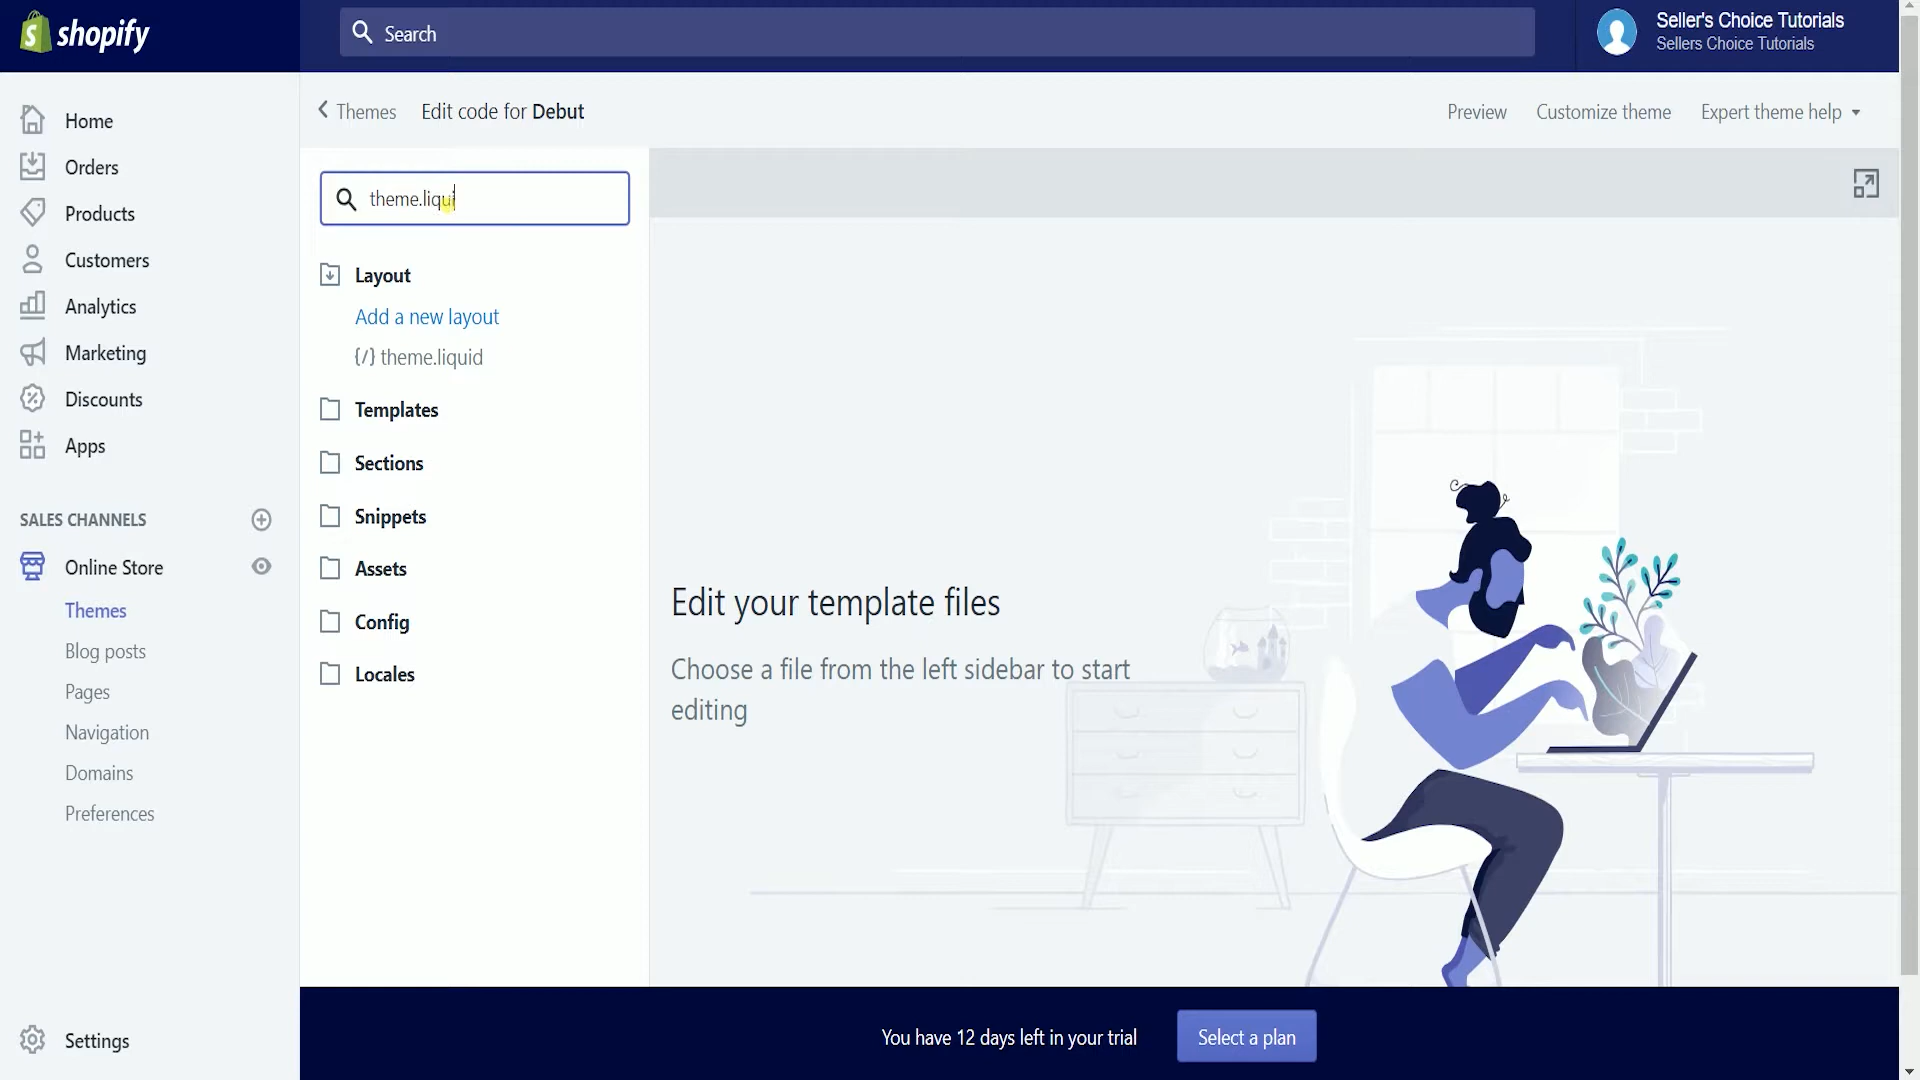 shopify
Search
Seller's Choice Tutorials
Sellers Choice Tutorials
Home
Orders
Products
Customers
Analytics
Marketing
Discounts
Apps
SALES CHANNELS
Online Store
Themes
Blog posts
Pages
Navigation
Domains
Preferences
Settings
Themes
Edit code for Debut
Preview
Customize theme
Expert theme help
theme.liqui
Layout
Add a new layout
{/} theme.liquid
Templates
Sections
Snippets
Assets
Config
Locales
Edit your template files
Choose a file from the left sidebar to start
editing
You have 12 days left in your trial
Select a plan